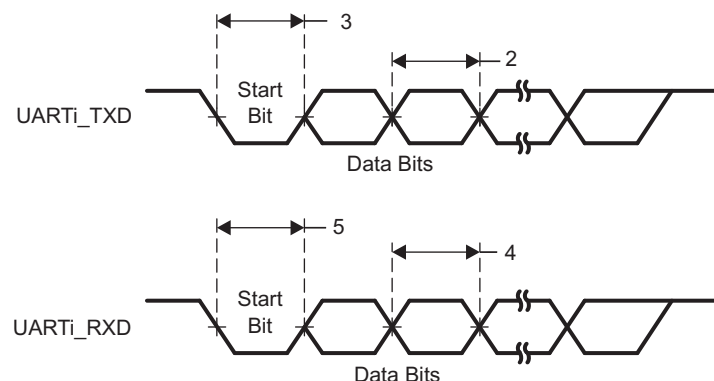 3
2
UARTi_TXD
Start
Bit
Data Bits
5
4
UARTi_RXD
Start
Bit
Data Bits